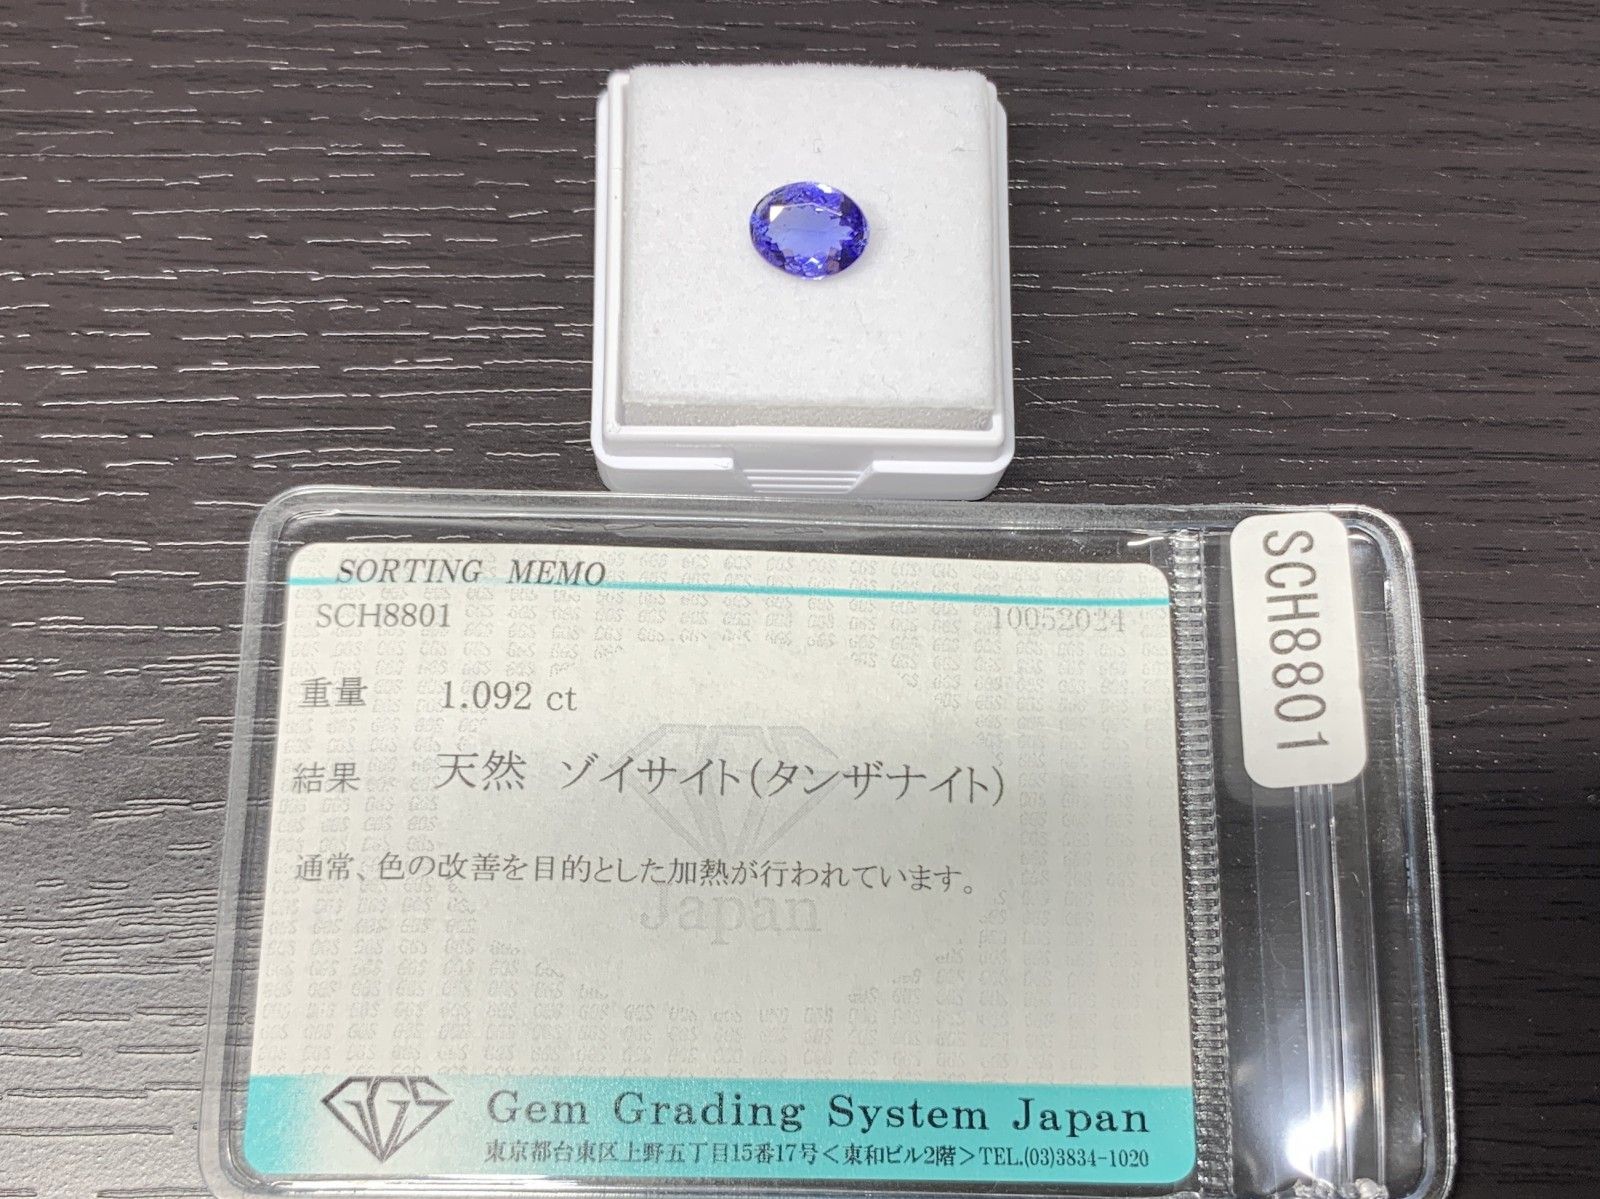 SORTING MEMO
SCH8801 10052024
重量 1.092 ct
結果 天然 ゾイサイト(タンザナイト)
通常、色の改善を目的とした加熱が行われています。
Japan
GGS Gem Grading System Japan
東京都台東区上野五丁目15番17号<東和ビル2階>TEL.(03)3834-1020
SCH8801